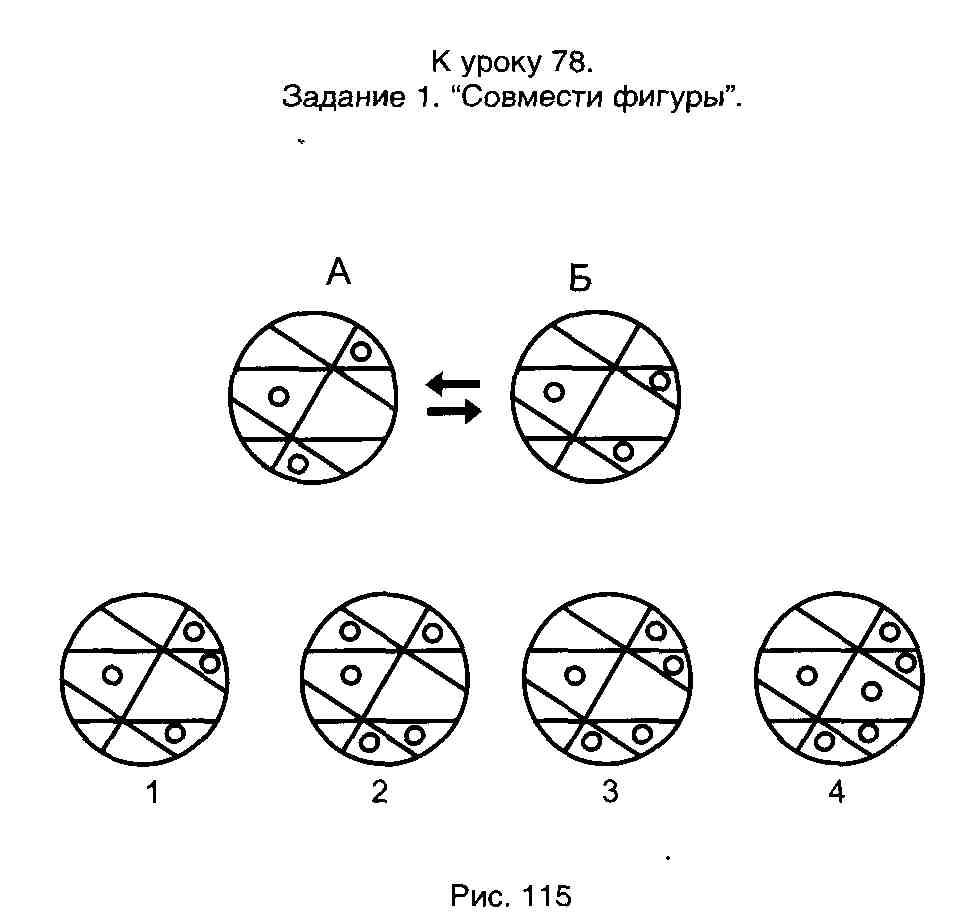 К уроку 78.
Задание 1. “Совмести фигуры”.
А Б
1 2 3 4
Рис. 115